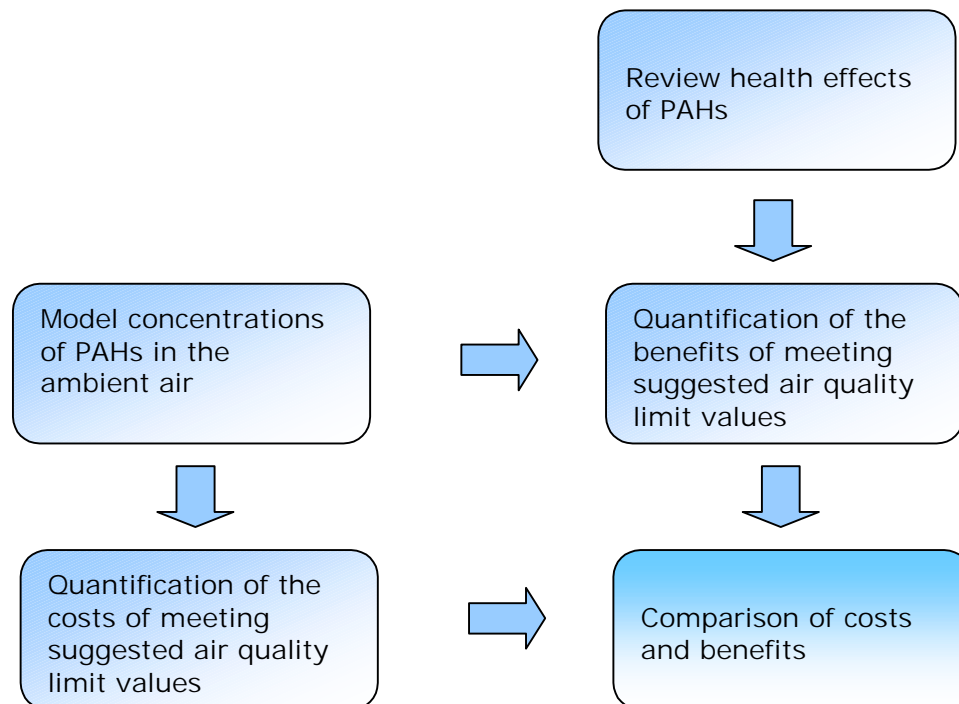 Review health effects
of PAHs
Model concentrations
of PAHs in the
ambient air
Quantification of the
benefits of meeting
suggested air quality
limit values
Quantification of the
costs of meeting
suggested air quality
limit values
Comparison of costs
and benefits